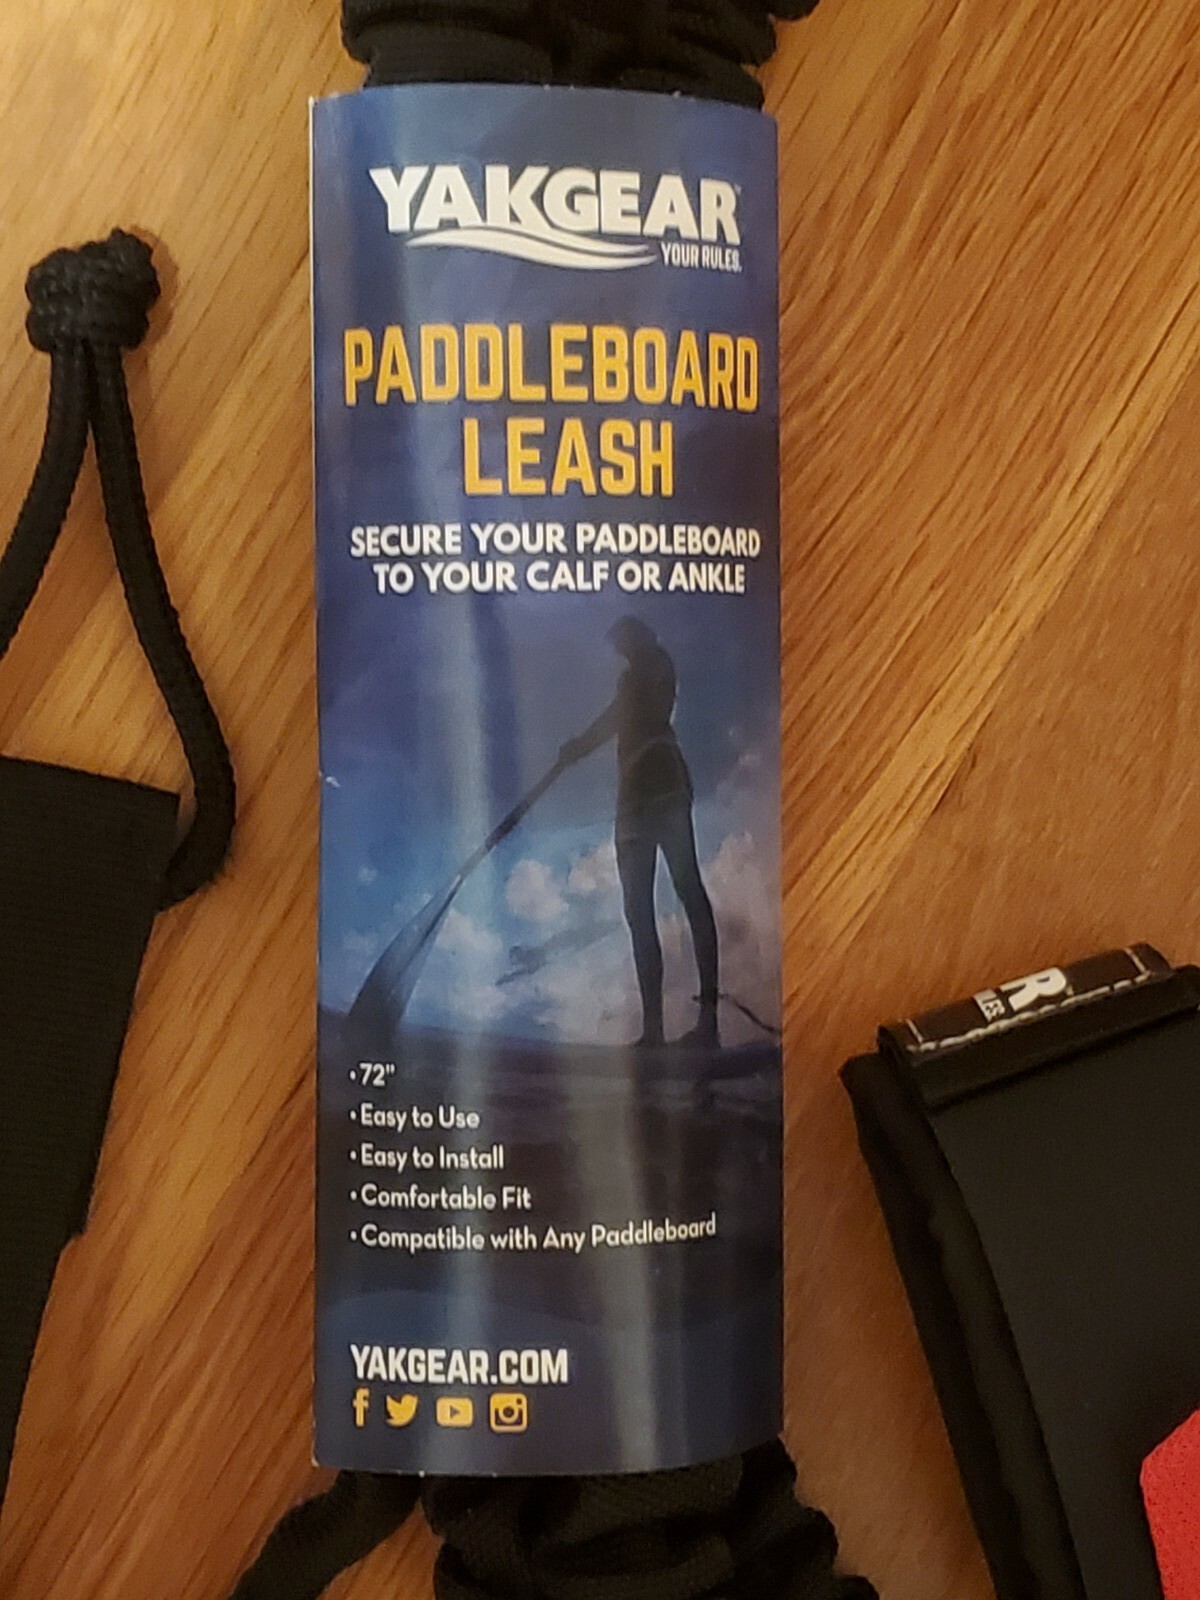 YAKGEAR™
YOUR RULES.
PADDLEBOARD
LEASH
SECURE YOUR PADDLEBOARD
TO YOUR CALF OR ANKLE
•72"
•Easy to Use
•Easy to Install
•Comfortable Fit
•Compatible with Any Paddleboard
YAKGEAR.COM
R